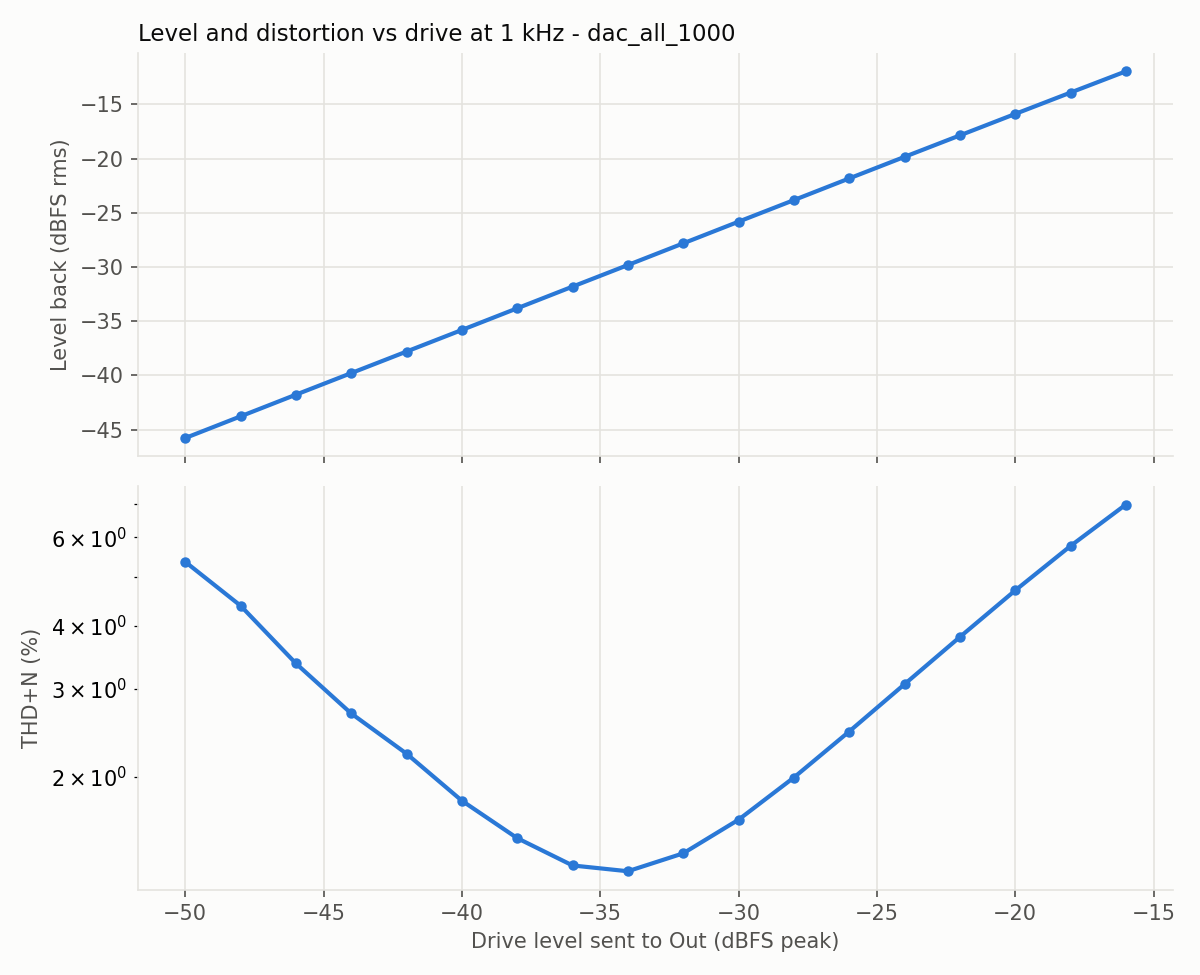 Level and distortion vs drive at 1 kHz - dac_all_1000
Level back (dBFS rms)
−15
−20
−25
−30
−35
−40
−45
THD+N (%)
6 × 10⁰
4 × 10⁰
3 × 10⁰
2 × 10⁰
−50 −45 −40 −35 −30 −25 −20 −15
Drive level sent to Out (dBFS peak)